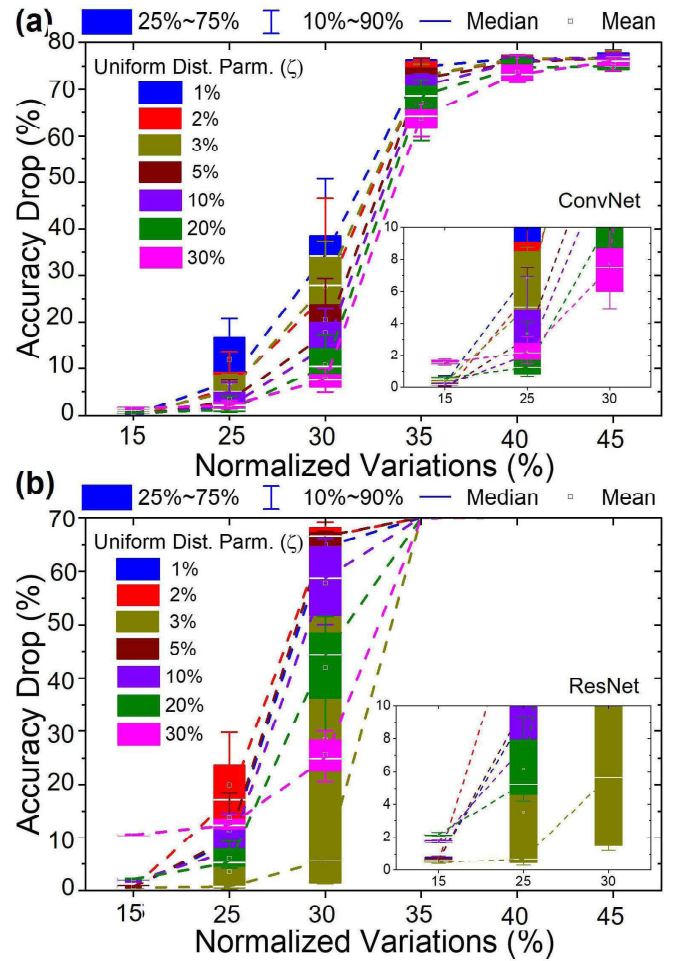 (a)
25%~75% 10%~90% Median Mean
80
70
60
50
40
30
20
10
0
Accuracy Drop (%)
Uniform Dist. Parm. (ζ)
1%
2%
3%
5%
10%
20%
30%
ConvNet
10
8
6
4
2
0
15 25 30
15 25 30 35 40 45
Normalized Variations (%)
(b)
25%~75% 10%~90% Median Mean
70
60
50
40
30
20
10
0
Accuracy Drop (%)
Uniform Dist. Parm. (ζ)
1%
2%
3%
5%
10%
20%
30%
ResNet
10
8
6
4
2
0
15 25 30
15 25 30 35 40 45
Normalized Variations (%)